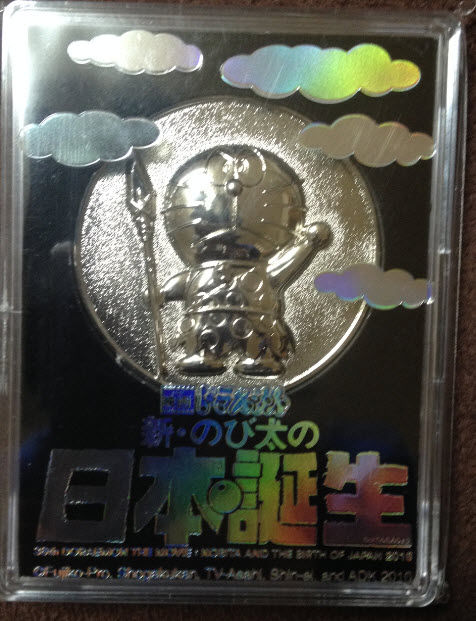 映画ドラえもん
新・のび太の
日本誕生
36th DORAEMON THE MOVIE・NOBITA AND THE BIRTH OF JAPAN 2016
©Fujiko-Pro, Shogakukan, TV-Asahi, Shin-ei, and ADK 2016